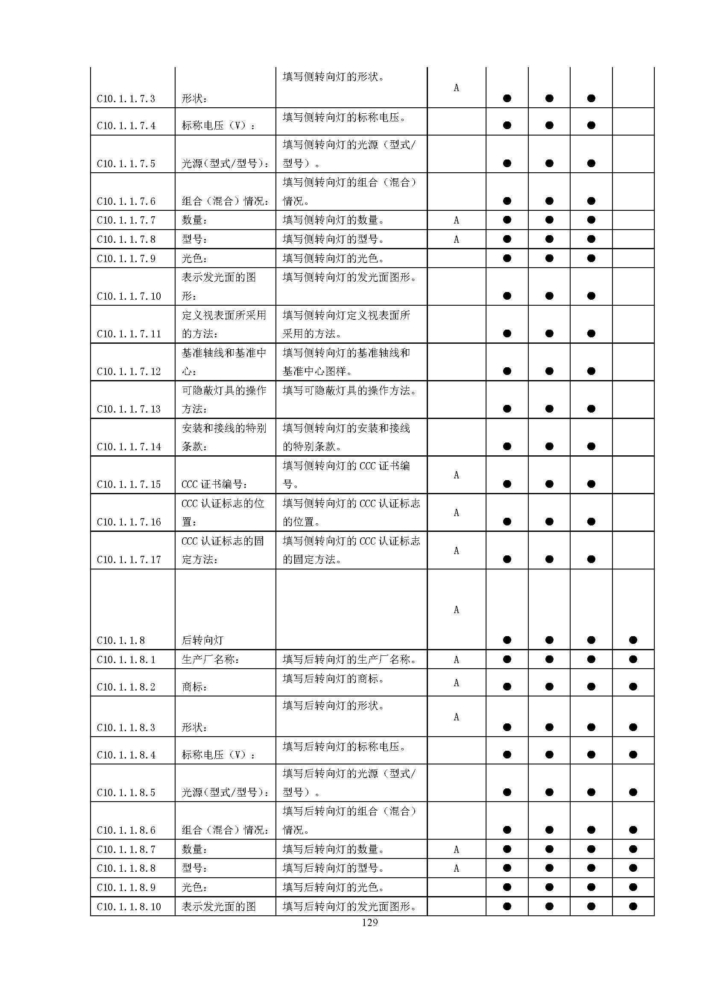 填写侧转向灯的形状。
A
C10.1.1.7.3 形状： ● ● ●
填写侧转向灯的标称电压。
C10.1.1.7.4 标称电压（V）： ● ● ●
填写侧转向灯的光源（型式/
C10.1.1.7.5 光源（型式/型号）： 型号）。 ● ● ●
填写侧转向灯的组合（混合）
C10.1.1.7.6 组合（混合）情况： 情况。 ● ● ●
C10.1.1.7.7 数量： 填写侧转向灯的数量。 A ● ● ●
C10.1.1.7.8 型号： 填写侧转向灯的型号。 A ● ● ●
C10.1.1.7.9 光色： 填写侧转向灯的光色。 ● ● ●
表示发光面的图 填写侧转向灯的发光面图形。
C10.1.1.7.10 形： ● ● ●
定义视表面所采用 填写侧转向灯定义视表面所
C10.1.1.7.11 的方法： 采用的方法。 ● ● ●
基准轴线和基准中 填写侧转向灯的基准轴线和
C10.1.1.7.12 心： 基准中心图样。 ● ● ●
可隐蔽灯具的操作 填写可隐蔽灯具的操作方法。
C10.1.1.7.13 方法： ● ● ●
安装和接线的特别 填写侧转向灯的安装和接线
C10.1.1.7.14 条款： 的特别条款。 ● ● ●
填写侧转向灯的 CCC 证书编
A
C10.1.1.7.15 CCC 证书编号： 号。 ● ● ●
CCC 认证标志的位 填写侧转向灯的 CCC 认证标志
A
C10.1.1.7.16 置： 的位置。 ● ● ●
CCC 认证标志的固 填写侧转向灯的 CCC 认证标志
A
C10.1.1.7.17 定方法： 的固定方法。 ● ● ●
A
C10.1.1.8 后转向灯 ● ● ● ●
C10.1.1.8.1 生产厂名称： 填写后转向灯的生产厂名称。 A ● ● ● ●
填写后转向灯的商标。 A
C10.1.1.8.2 商标： ● ● ● ●
填写后转向灯的形状。
A
C10.1.1.8.3 形状： ● ● ● ●
填写后转向灯的标称电压。
C10.1.1.8.4 标称电压（V）： ● ● ● ●
填写后转向灯的光源（型式/
C10.1.1.8.5 光源（型式/型号）： 型号）。 ● ● ● ●
填写后转向灯的组合（混合）
C10.1.1.8.6 组合（混合）情况： 情况。 ● ● ● ●
C10.1.1.8.7 数量： 填写后转向灯的数量。 A ● ● ● ●
C10.1.1.8.8 型号： 填写后转向灯的型号。 A ● ● ● ●
C10.1.1.8.9 光色： 填写后转向灯的光色。 ● ● ● ●
C10.1.1.8.10 表示发光面的图 填写后转向灯的发光面图形。 ● ● ● ●
129